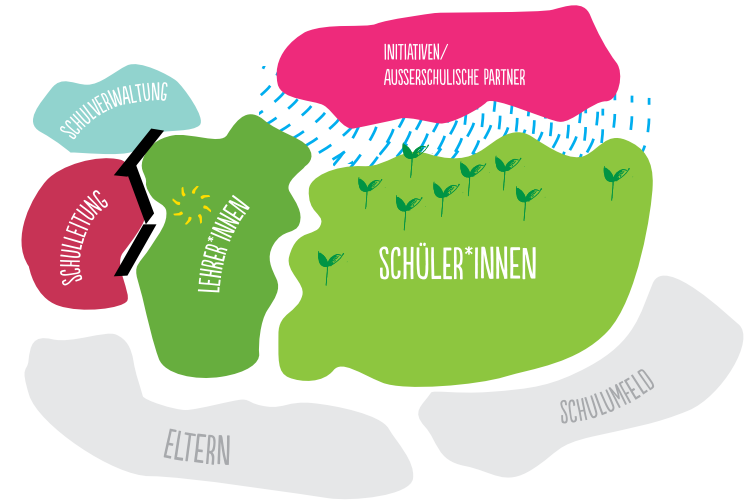 INITIATIVEN/
AUSSERSCHULISCHE PARTNER
SCHULVERWALTUNG
SCHULLEITUNG
LEHRER*INNEN
SCHÜLER*INNEN
SCHULUMFELD
ELTERN